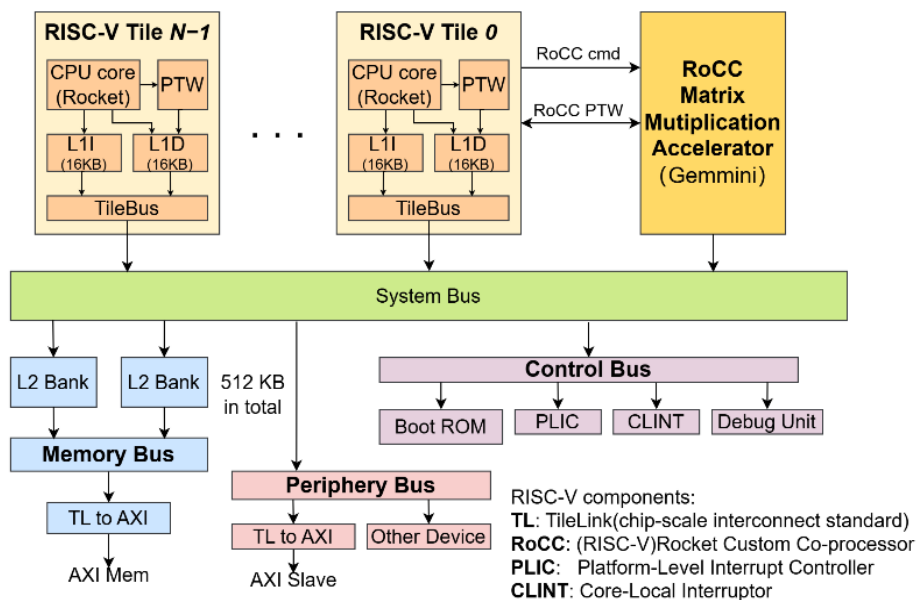 RISC-V Tile N−1
CPU core
(Rocket)
PTW
L1I
(16KB)
L1D
(16KB)
TileBus
. . .
RISC-V Tile 0
CPU core
(Rocket)
PTW
L1I
(16KB)
L1D
(16KB)
TileBus
RoCC cmd
RoCC PTW
RoCC
Matrix
Mutiplication
Accelerator
(Gemmini)
System Bus
L2 Bank
L2 Bank
512 KB
in total
Memory Bus
TL to AXI
AXI Mem
Periphery Bus
TL to AXI
Other Device
AXI Slave
Control Bus
Boot ROM
PLIC
CLINT
Debug Unit
RISC-V components:
TL: TileLink(chip-scale interconnect standard)
RoCC: (RISC-V)Rocket Custom Co-processor
PLIC: Platform-Level Interrupt Controller
CLINT: Core-Local Interruptor